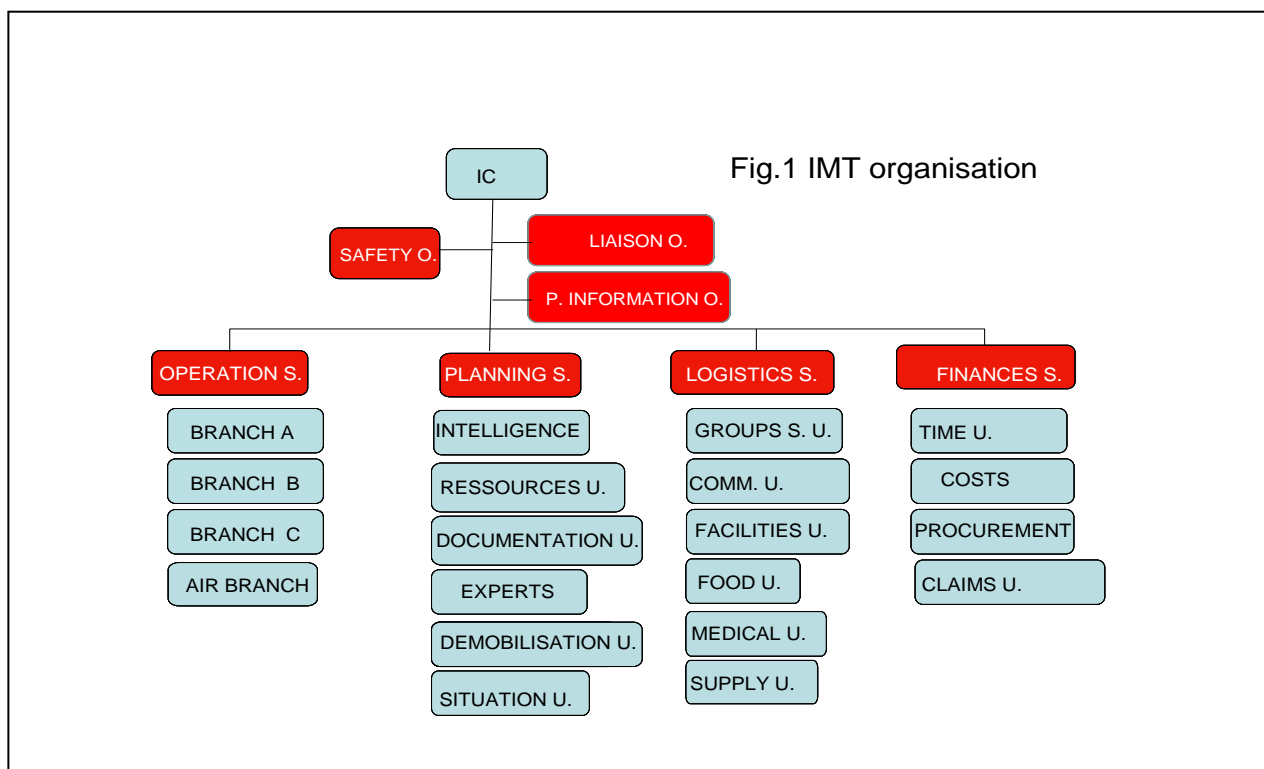 IC
Fig.1 IMT organisation
SAFETY O.
LIAISON O.
P. INFORMATION O.
OPERATION S.
BRANCH A
BRANCH B
BRANCH C
AIR BRANCH
PLANNING S.
INTELLIGENCE
RESSOURCES U.
DOCUMENTATION U.
EXPERTS
DEMOBILISATION U.
SITUATION U.
LOGISTICS S.
GROUPS S. U.
COMM. U.
FACILITIES U.
FOOD U.
MEDICAL U.
SUPPLY U.
FINANCES S.
TIME U.
COSTS
PROCUREMENT
CLAIMS U.